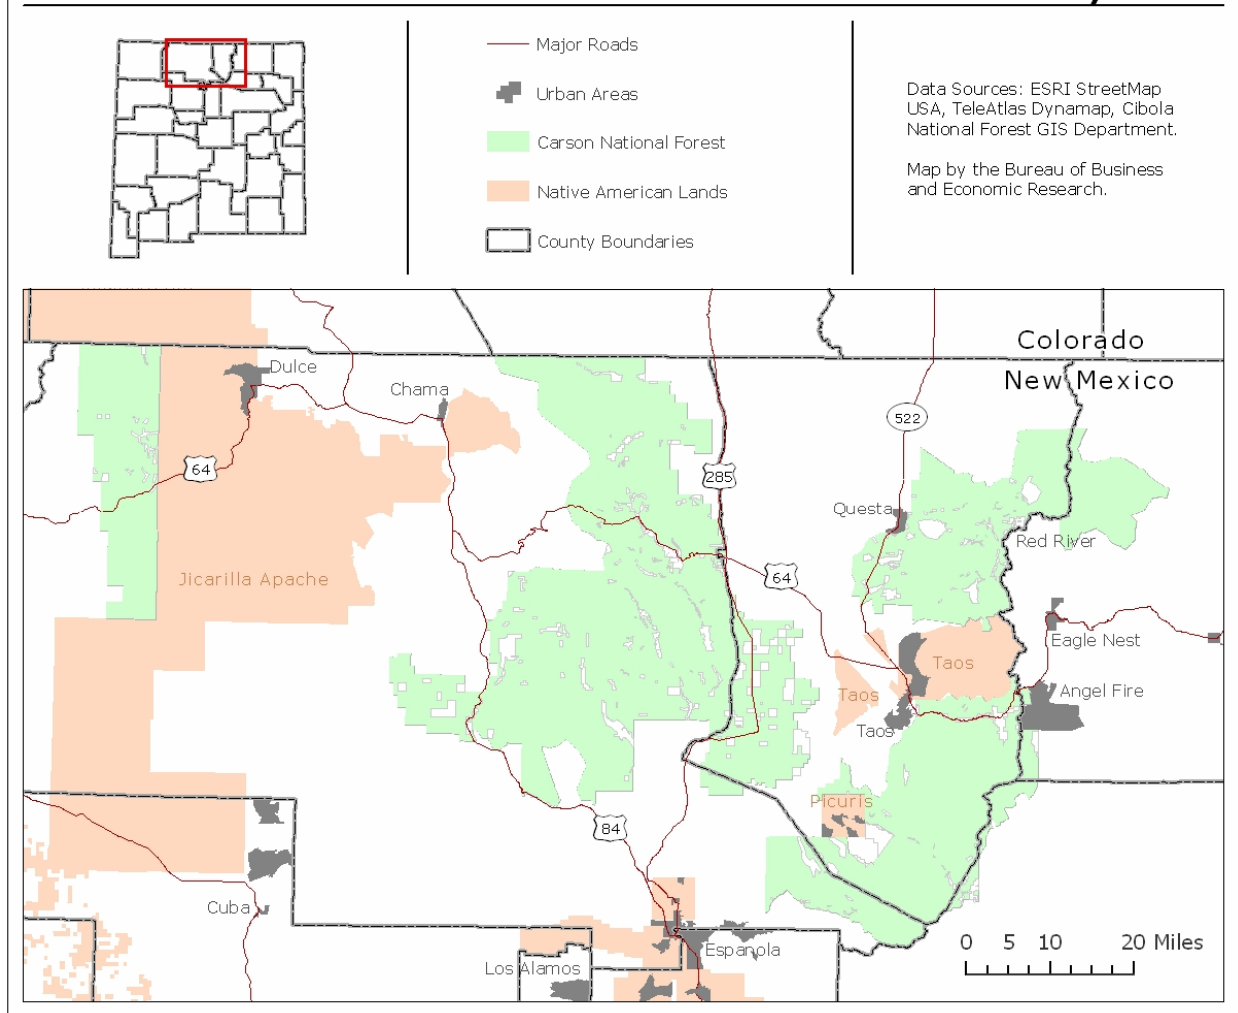 Major Roads
Urban Areas
Carson National Forest
Native American Lands
County Boundaries
Data Sources: ESRI StreetMap
USA, TeleAtlas Dynamap, Cibola
National Forest GIS Department.
Map by the Bureau of Business
and Economic Research.
Colorado
New Mexico
Dulce
Chama
522
64
285
Questa
Red River
Jicarilla Apache
64
Eagle Nest
Taos
Taos
Angel Fire
Taos
Picuris
84
Cuba
Espanola
Los Alamos
0 5 10 20 Miles